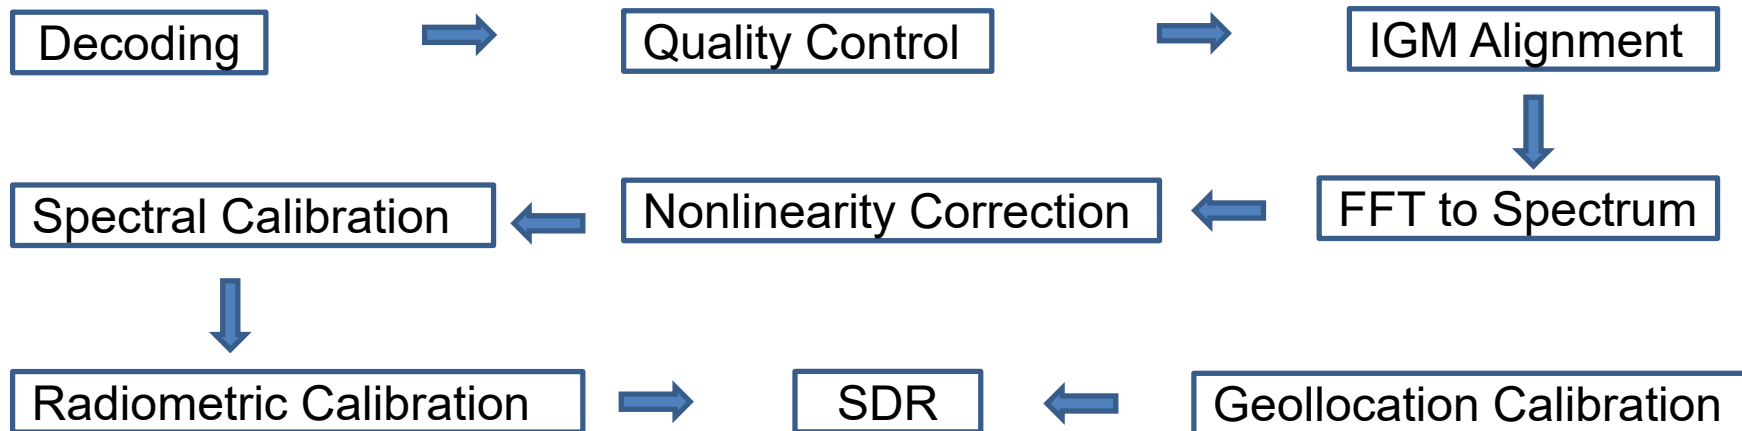 Decoding
Quality Control
IGM Alignment
Spectral Calibration
Nonlinearity Correction
FFT to Spectrum
Radiometric Calibration
SDR
Geollocation Calibration